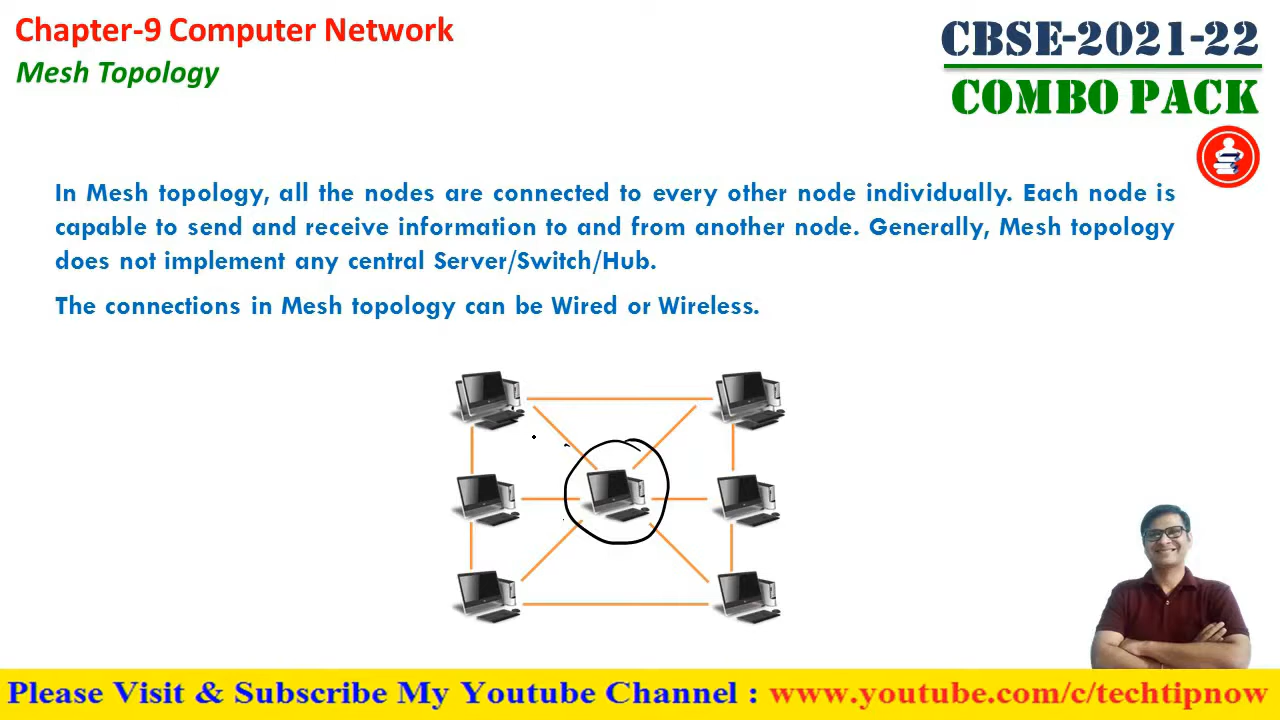 Chapter-9 Computer Network
Mesh Topology
CBSE-2021-22
COMBO PACK
In Mesh topology, all the nodes are connected to every other node individually. Each node is
capable to send and receive information to and from another node. Generally, Mesh topology
does not implement any central Server/Switch/Hub.
The connections in Mesh topology can be Wired or Wireless.
Please Visit & Subscribe My Youtube Channel : www.youtube.com/c/techtipnow